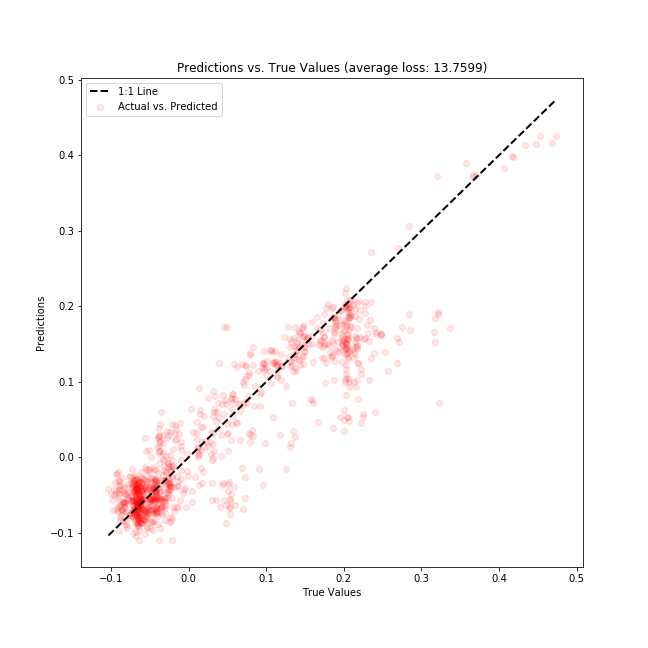 Predictions vs. True Values (average loss: 13.7599)
1:1 Line
Actual vs. Predicted
0.5
0.4
0.3
0.2
0.1
0.0
−0.1
Predictions
−0.1 0.0 0.1 0.2 0.3 0.4 0.5
True Values